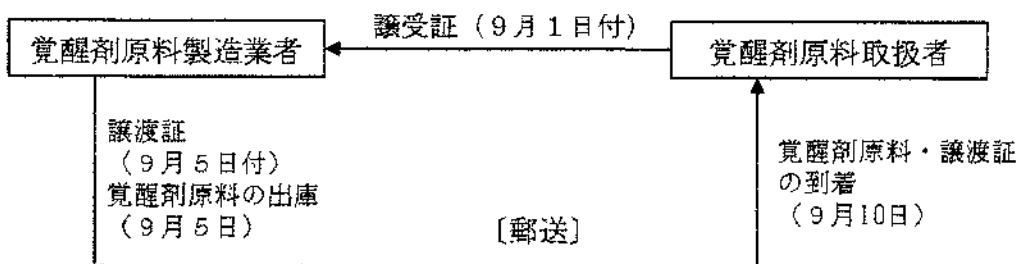 譲受証（９月１日付）
覚醒剤原料製造業者
覚醒剤原料取扱者
譲渡証
（９月５日付）
覚醒剤原料の出庫
（９月５日）
覚醒剤原料・譲渡証
の到着
（９月10日）
〔郵送〕